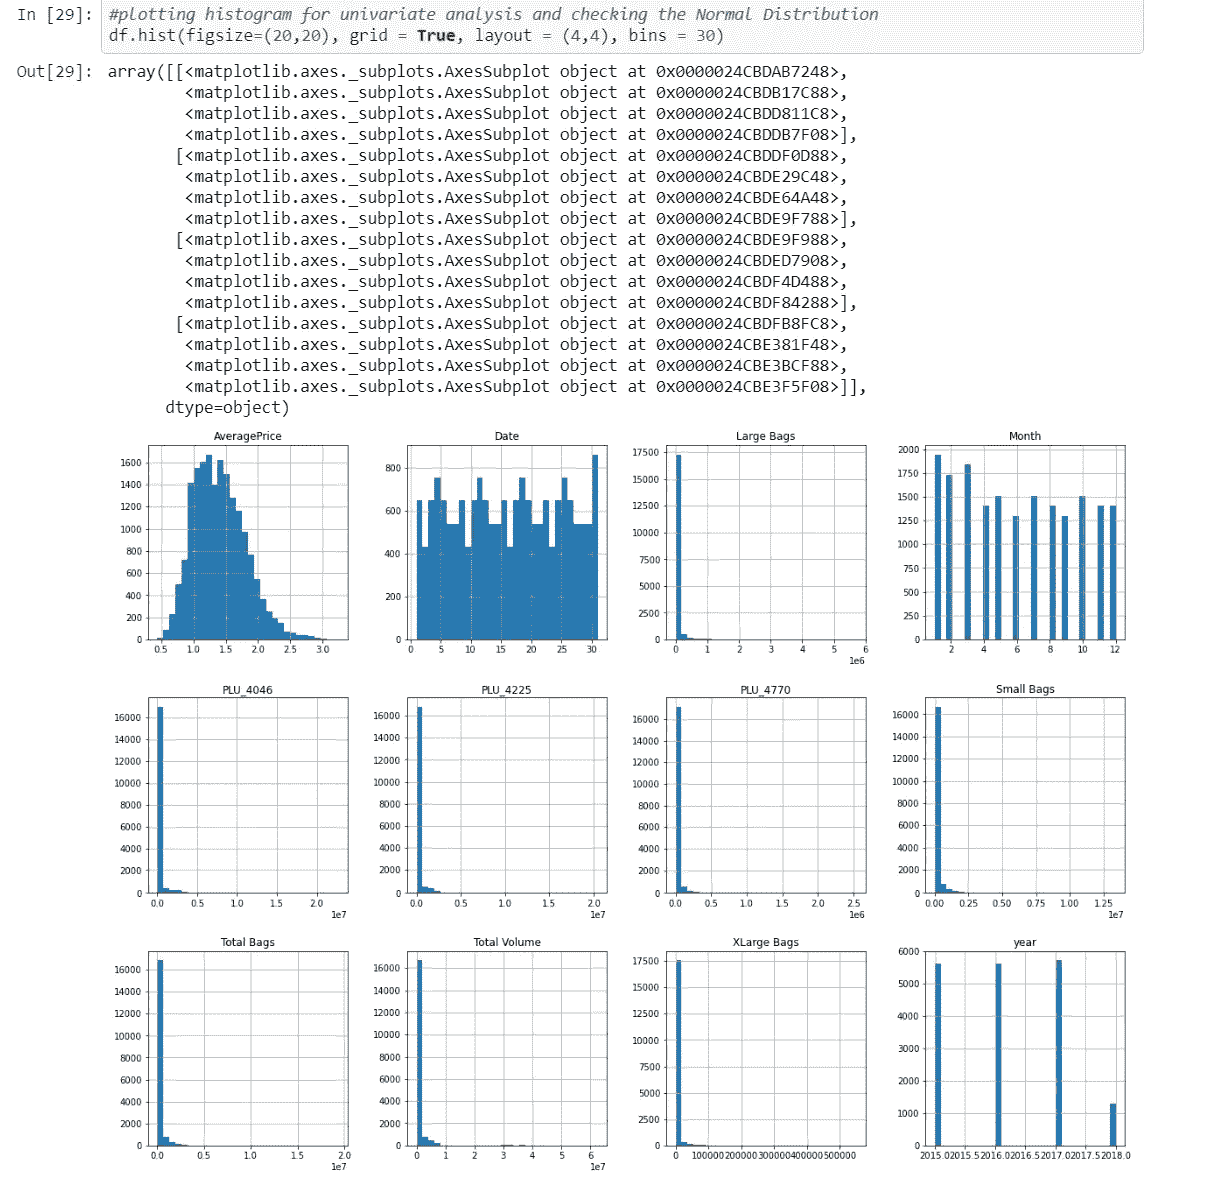 In [29]: #plotting histogram for univariate analysis and checking the Normal Distribution
df.hist(figsize=(20,20), grid = True, layout = (4,4), bins = 30)
Out[29]: array([[<matplotlib.axes._subplots.AxesSubplot object at 0x0000024CBDAB7248>,
<matplotlib.axes._subplots.AxesSubplot object at 0x0000024CBDB17C88>,
<matplotlib.axes._subplots.AxesSubplot object at 0x0000024CBDD811C8>,
<matplotlib.axes._subplots.AxesSubplot object at 0x0000024CBDDB7F08>],
[<matplotlib.axes._subplots.AxesSubplot object at 0x0000024CBDDF0D88>,
<matplotlib.axes._subplots.AxesSubplot object at 0x0000024CBDE29C48>,
<matplotlib.axes._subplots.AxesSubplot object at 0x0000024CBDE64A48>,
<matplotlib.axes._subplots.AxesSubplot object at 0x0000024CBDE9F788>],
[<matplotlib.axes._subplots.AxesSubplot object at 0x0000024CBDE9F988>,
<matplotlib.axes._subplots.AxesSubplot object at 0x0000024CBDED7908>,
<matplotlib.axes._subplots.AxesSubplot object at 0x0000024CBDF4D488>,
<matplotlib.axes._subplots.AxesSubplot object at 0x0000024CBDF84288>],
[<matplotlib.axes._subplots.AxesSubplot object at 0x0000024CBDFB8FC8>,
<matplotlib.axes._subplots.AxesSubplot object at 0x0000024CBE381F48>,
<matplotlib.axes._subplots.AxesSubplot object at 0x0000024CBE3BCF88>,
<matplotlib.axes._subplots.AxesSubplot object at 0x0000024CBE3F5F08>]],
dtype=object)
AveragePrice
1600
1400
1200
1000
800
600
400
200
0
0.5 1.0 1.5 2.0 2.5 3.0
Date
800
600
400
200
0
0 5 10 15 20 25 30
Large Bags
17500
15000
12500
10000
7500
5000
2500
0
0 1 2 3 4 5 6
1e6
Month
2000
1750
1500
1250
1000
750
500
250
0
2 4 6 8 10 12
PLU_4046
16000
14000
12000
10000
8000
6000
4000
2000
0
0.0 0.5 1.0 1.5 2.0
1e7
PLU_4225
16000
14000
12000
10000
8000
6000
4000
2000
0
0.0 0.5 1.0 1.5 2.0
1e7
PLU_4770
16000
14000
12000
10000
8000
6000
4000
2000
0
0.0 0.5 1.0 1.5 2.0 2.5
1e6
Small Bags
16000
14000
12000
10000
8000
6000
4000
2000
0
0.00 0.25 0.50 0.75 1.00 1.25
1e7
Total Bags
16000
14000
12000
10000
8000
6000
4000
2000
0
0.0 0.5 1.0 1.5 2.0
1e7
Total Volume
16000
14000
12000
10000
8000
6000
4000
2000
0
0 1 2 3 4 5 6
1e7
XLarge Bags
17500
15000
12500
10000
7500
5000
2500
0
0 100000 200000 300000 400000 500000
year
6000
5000
4000
3000
2000
1000
0
2015.0 2015.5 2016.0 2016.5 2017.0 2017.5 2018.0